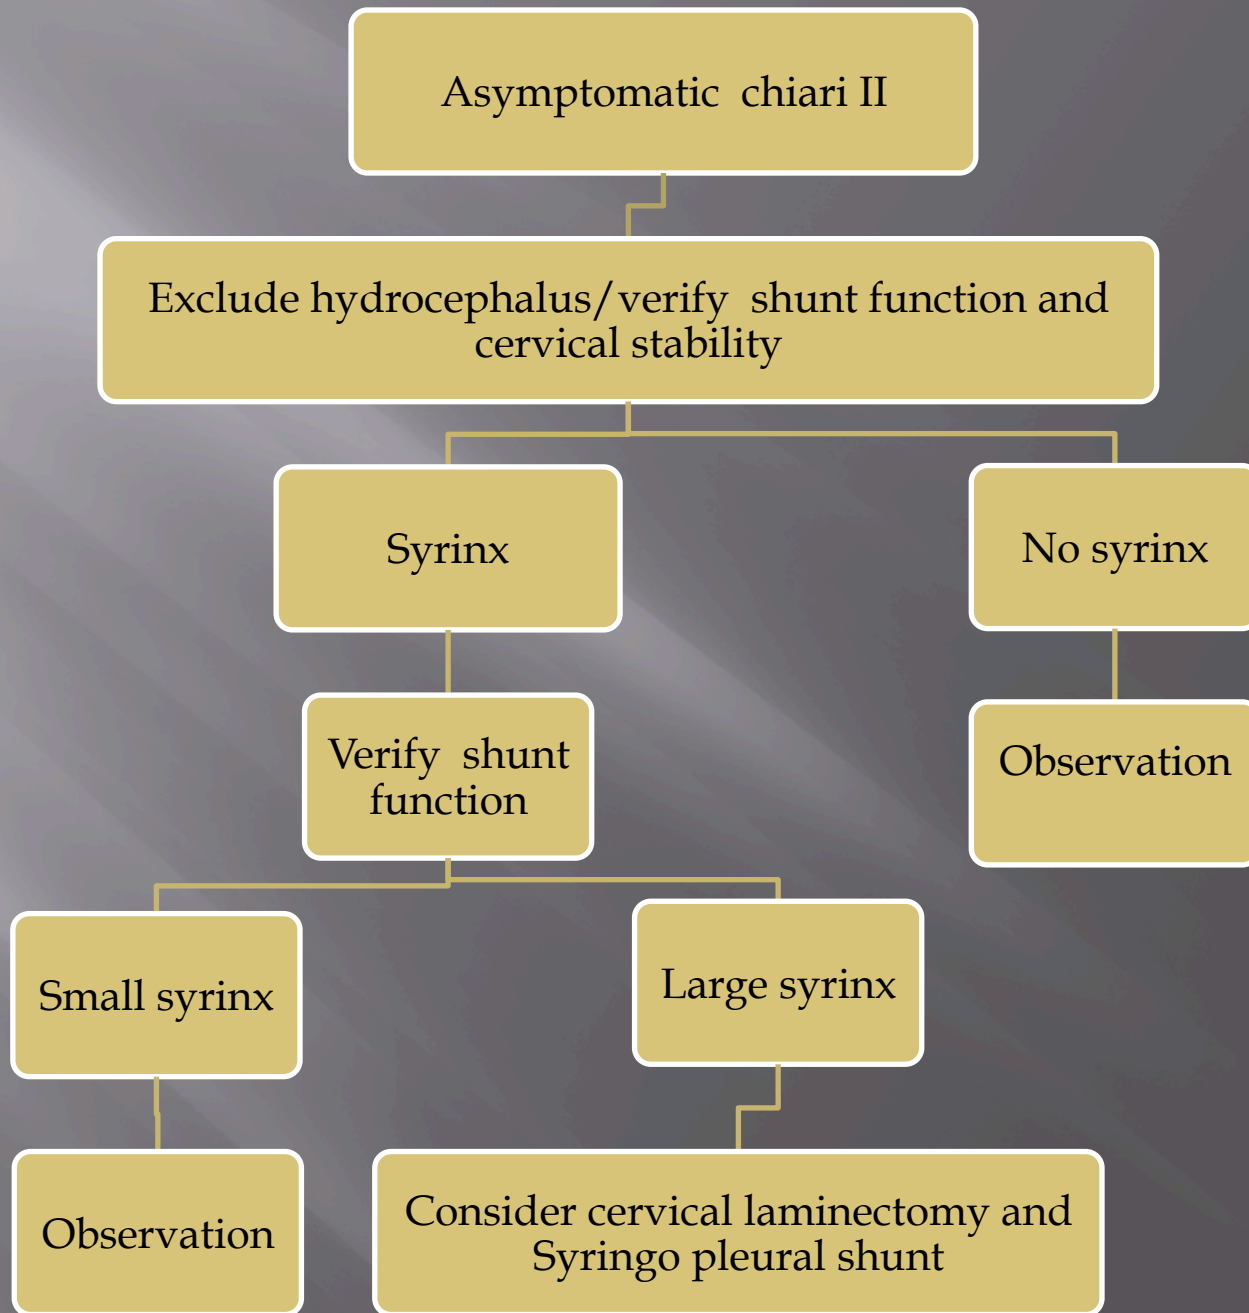 Asymptomatic  chiari II
Exclude hydrocephalus/verify  shunt function and
cervical stability
Syrinx
No syrinx
Verify  shunt
function
Observation
Small syrinx
Large syrinx
Observation
Consider cervical laminectomy and
Syringo pleural shunt